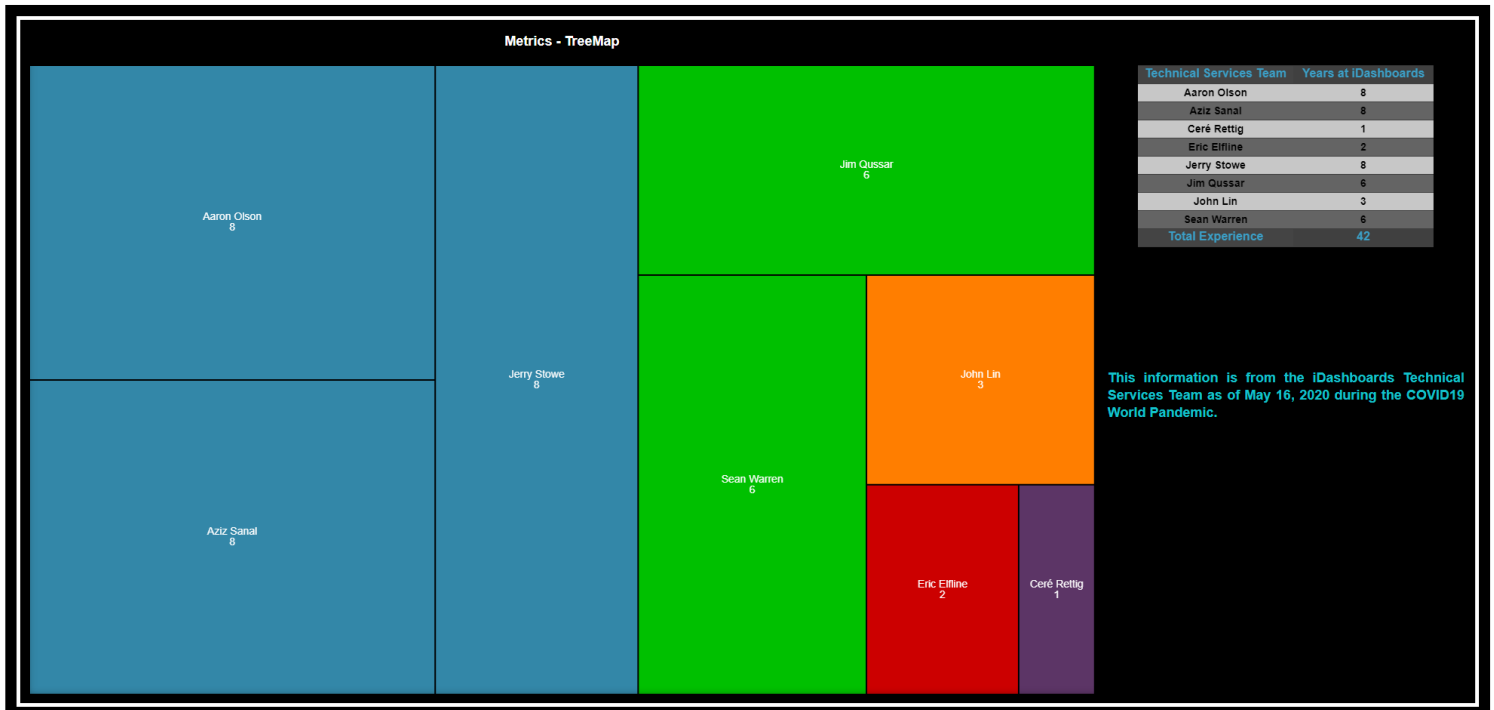 Metrics - TreeMap
Aaron Olson
8
Aziz Sanal
8
Jerry Stowe
8
Jim Qussar
6
Sean Warren
6
John Lin
3
Eric Elfline
2
Ceré Rettig
1
Technical Services Team Years at iDashboards
Aaron Olson 8
Aziz Sanal 8
Ceré Rettig 1
Eric Elfline 2
Jerry Stowe 8
Jim Qussar 6
John Lin 3
Sean Warren 6
Total Experience 42
This information is from the iDashboards Technical
Services Team as of May 16, 2020 during the COVID19
World Pandemic.